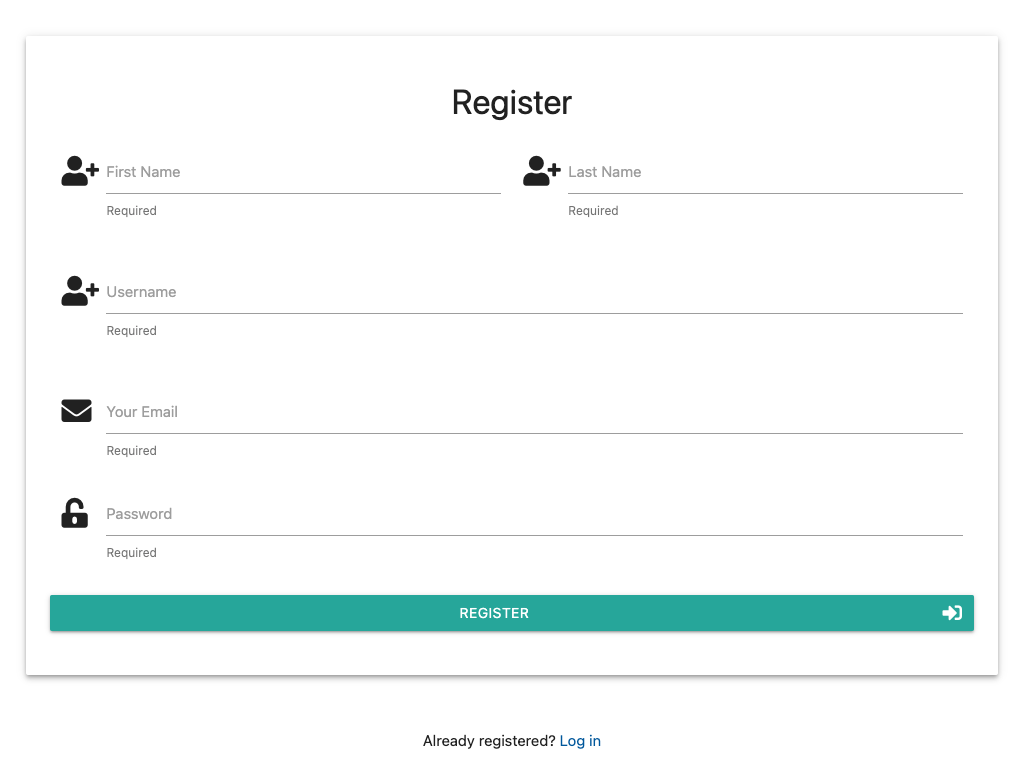 Register
First Name
Last Name
Required
Required
Username
Required
Your Email
Required
Password
Required
REGISTER
Already registered? Log in